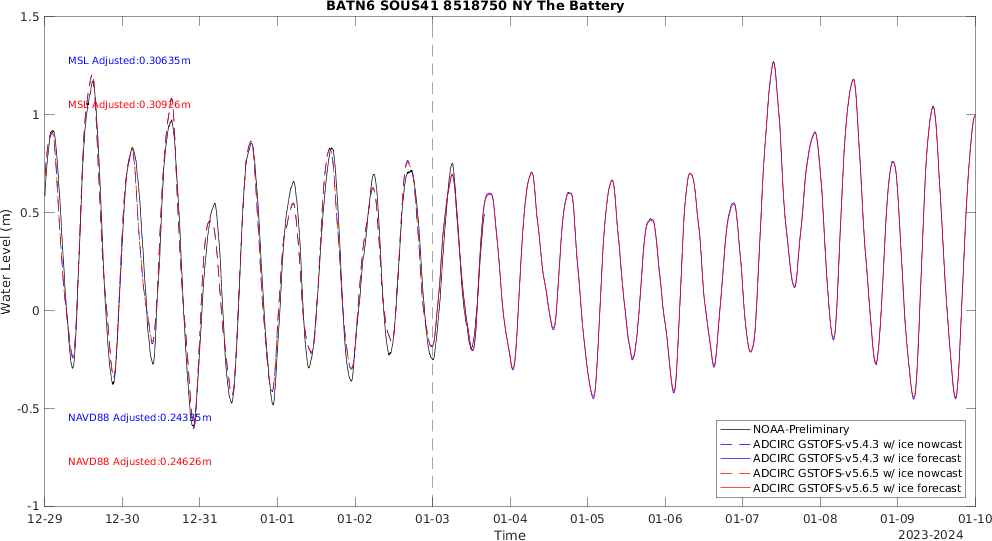 BATN6 SOUS41 8518750 NY The Battery
1.5
MSL Adjusted:0.30635m
MSL Adjusted:0.30926m
1
0.5
Water Level (m)
0
-0.5
NAVD88 Adjusted:0.24335m
NAVD88 Adjusted:0.24626m
NOAA-Preliminary
ADCIRC GSTOFS-v5.4.3 w/ ice nowcast
ADCIRC GSTOFS-v5.4.3 w/ ice forecast
ADCIRC GSTOFS-v5.6.5 w/ ice nowcast
ADCIRC GSTOFS-v5.6.5 w/ ice forecast
-1
12-29 12-30 12-31 01-01 01-02 01-03 01-04 01-05 01-06 01-07 01-08 01-09 01-10
Time
2023-2024